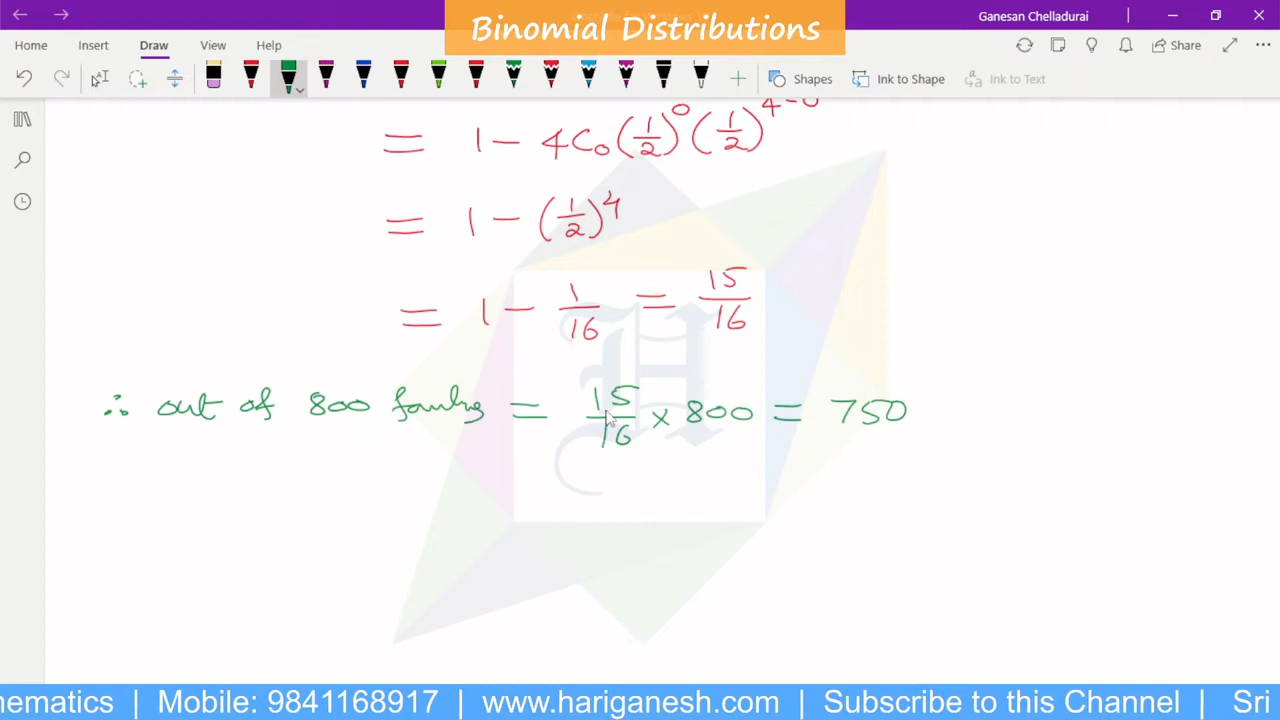 Binomial Distributions
Ganesan Chelladurai
Home Insert Draw View Help
Share
Shapes
Ink to Shape
Ink to Text
= 1 - 4C₀ (1/2)⁰ (1/2)⁴⁻⁰
= 1 - (1/2)⁴
= 1 - 1/16 = 15/16
H
∴ out of 800 = 15/16 × 800 = 750
hematics | Mobile: 9841168917 | www.hariganesh.com | Subscribe to this Channel | Sri